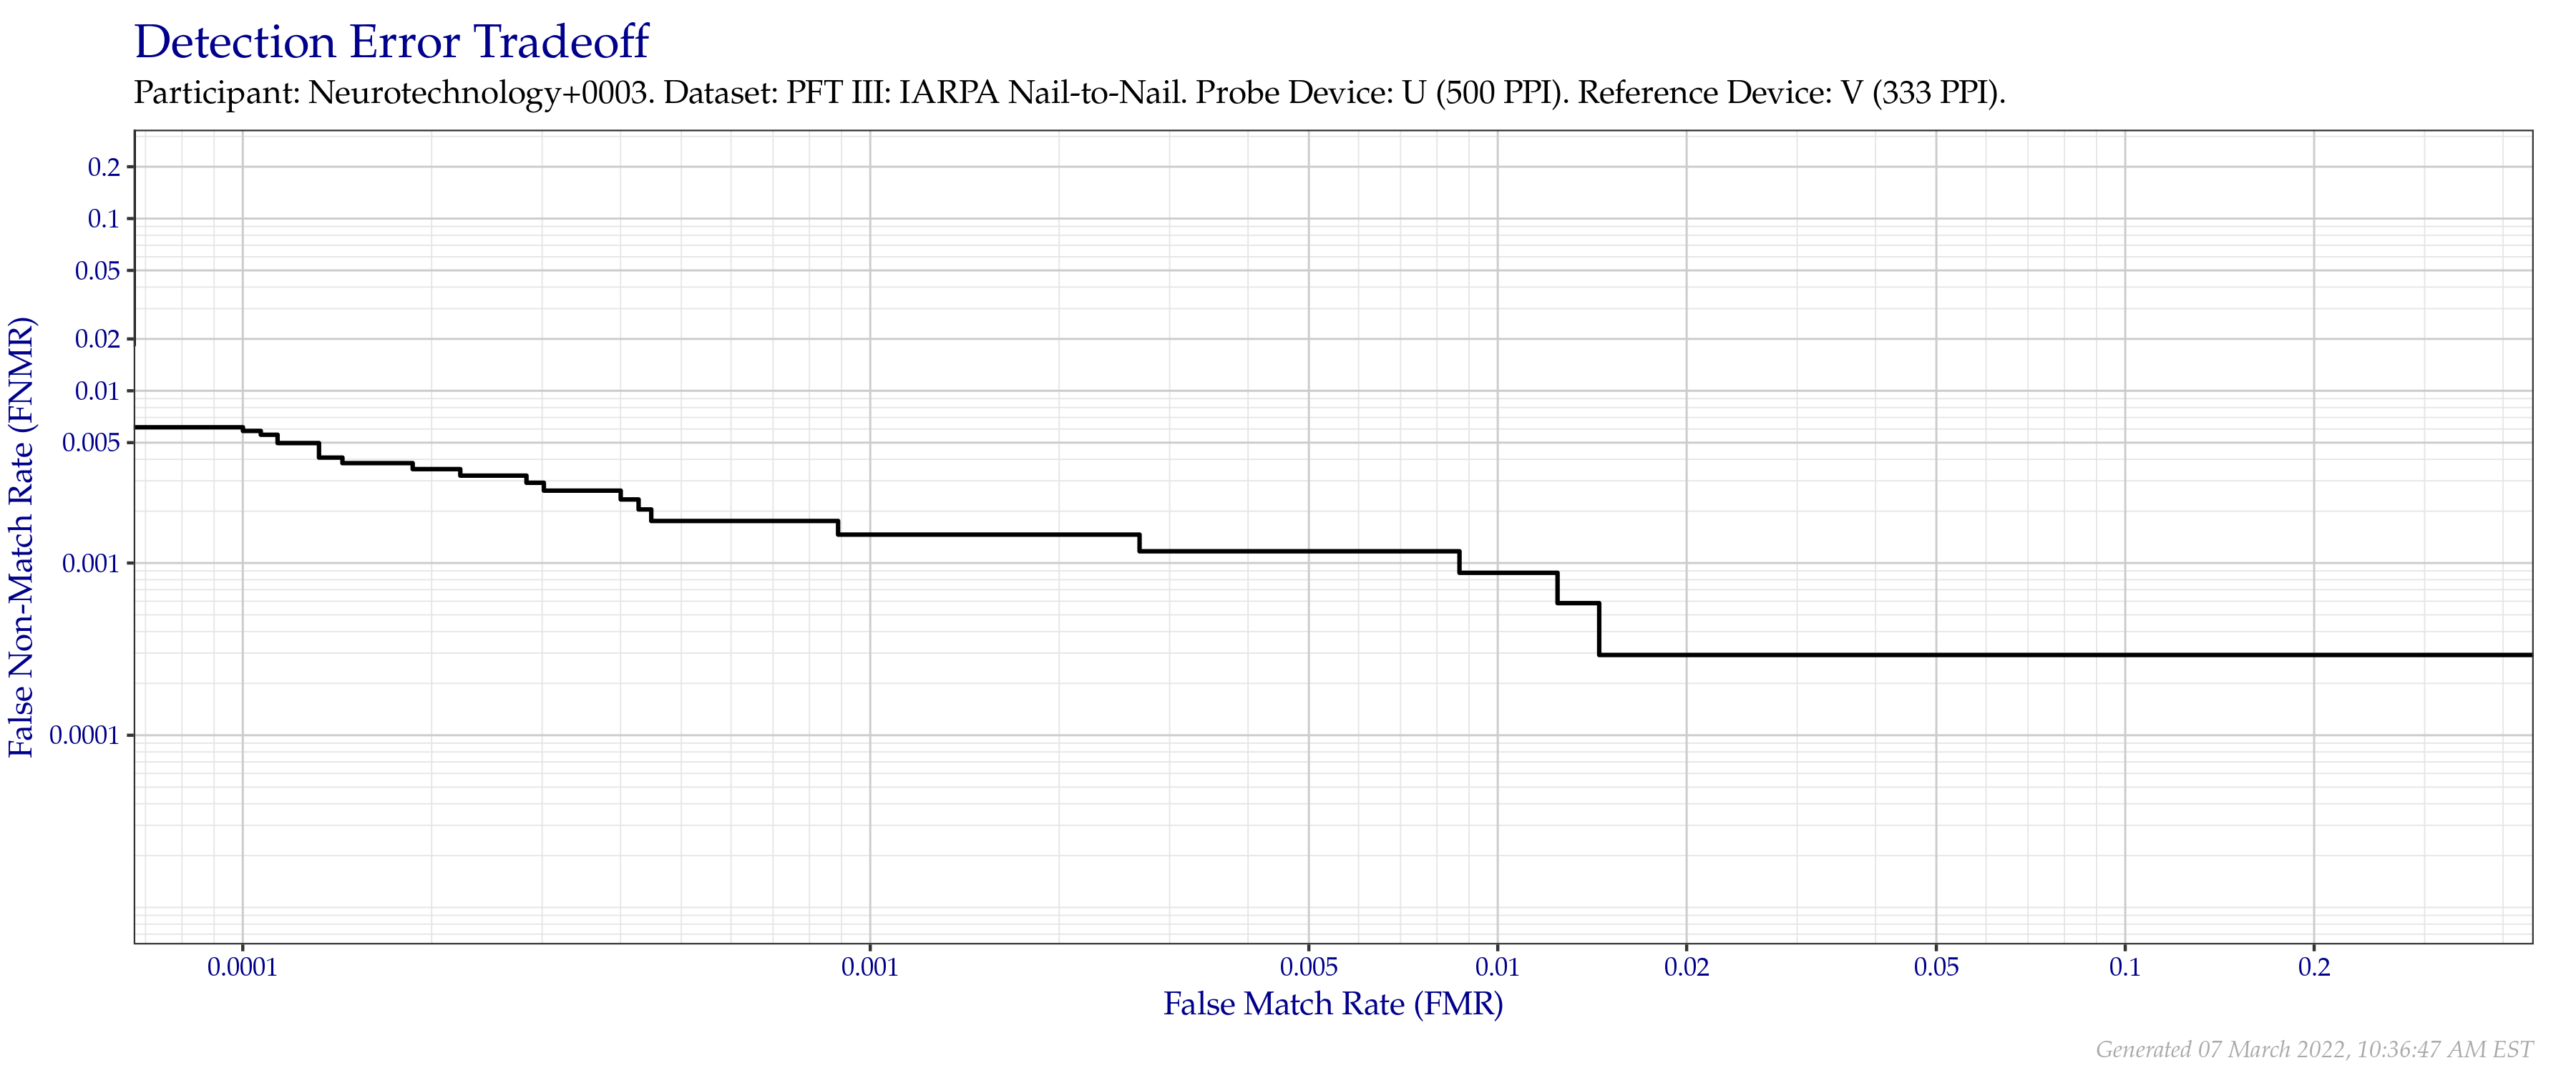 Detection Error Tradeoff
Participant: Neurotechnology+0003. Dataset: PFT III: IARPA Nail-to-Nail. Probe Device: U (500 PPI). Reference Device: V (333 PPI).
False Non-Match Rate (FNMR)
0.2
0.1
0.05
0.02
0.01
0.005
0.001
0.0001
0.0001 0.001 0.005 0.01 0.02 0.05 0.1 0.2
False Match Rate (FMR)
Generated 07 March 2022, 10:36:47 AM EST